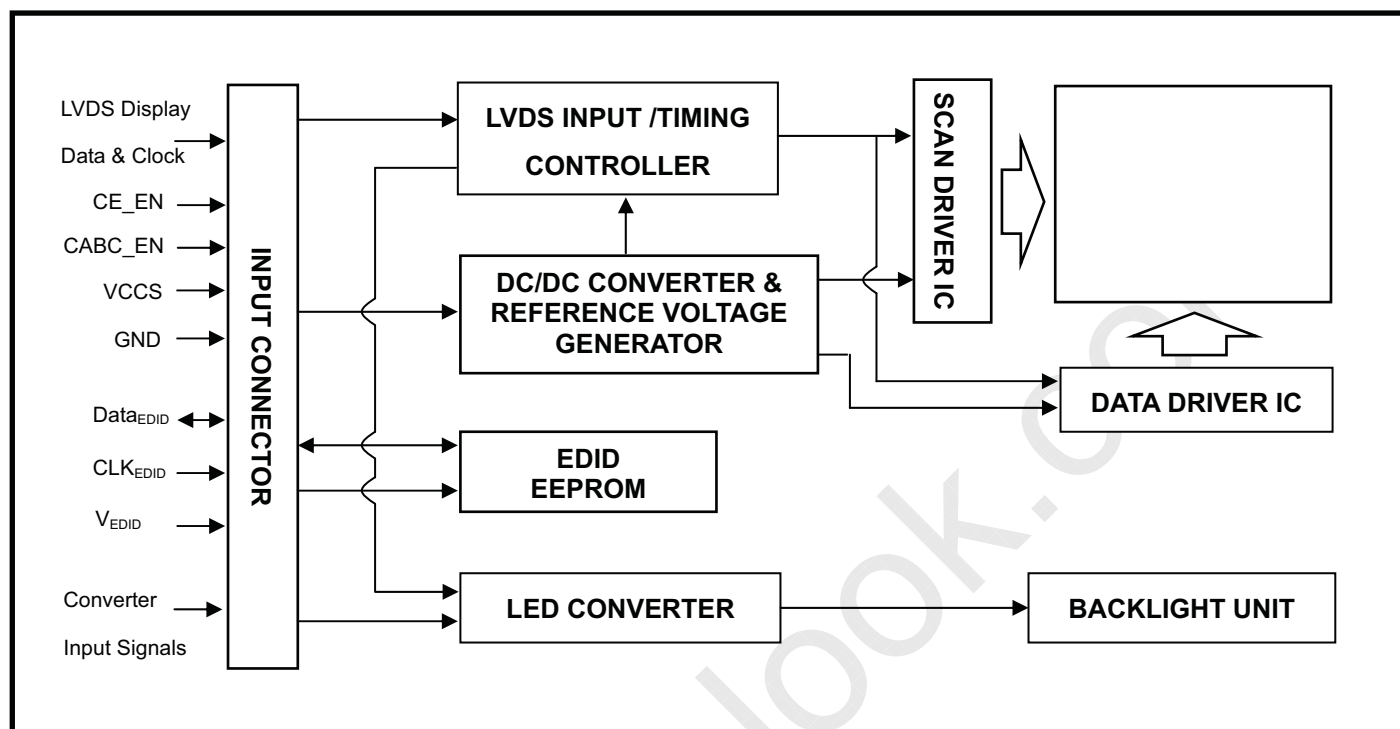 LVDS Display
Data & Clock
CE_EN
CABC_EN
VCCS
GND
DataEDID
CLKEDID
VEDID
Converter
Input Signals
INPUT CONNECTOR
LVDS INPUT /TIMING
CONTROLLER
DC/DC CONVERTER &
REFERENCE VOLTAGE
GENERATOR
EDID
EEPROM
LED CONVERTER
SCAN DRIVER IC
DATA DRIVER IC
BACKLIGHT UNIT
look.c